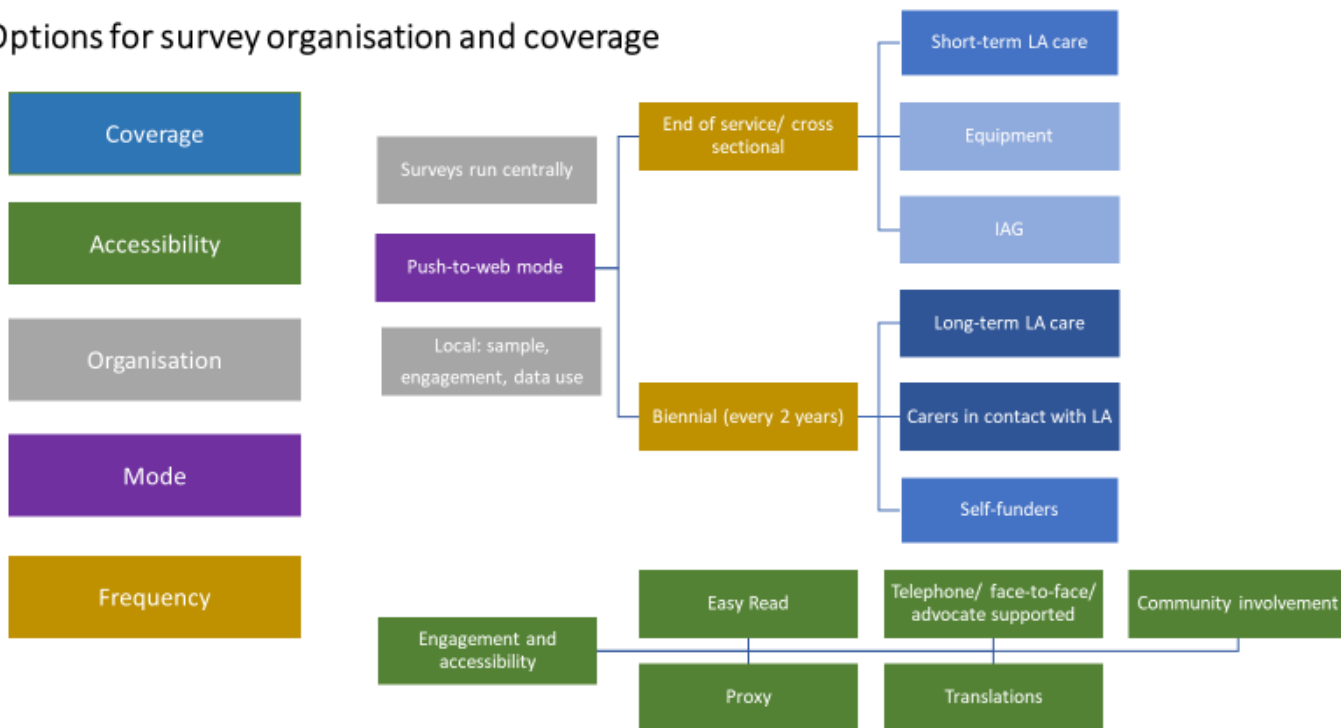 Options for survey organisation and coverage
Coverage
Accessibility
Organisation
Mode
Frequency
Surveys run centrally
Push-to-web mode
Local: sample,
engagement, data use
End of service/ cross
sectional
Biennial (every 2 years)
Short-term LA care
Equipment
IAG
Long-term LA care
Carers in contact with LA
Self-funders
Engagement and
accessibility
Easy Read
Telephone/ face-to-face/
advocate supported
Community involvement
Proxy
Translations